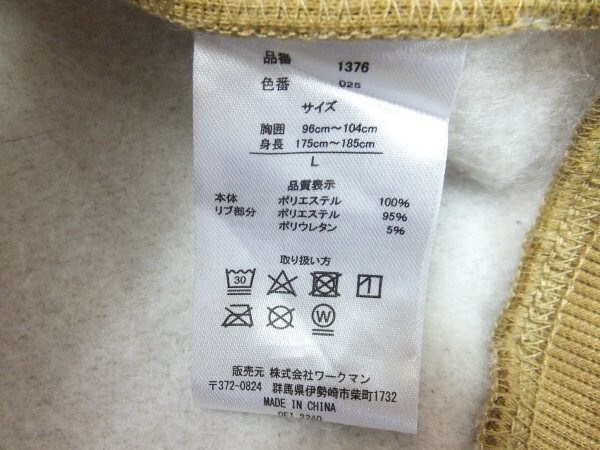 品番 1376
色番 025
サイズ
胸囲 96cm～104cm
身長 175cm～185cm
L
品質表示
本体 ポリエステル 100%
リブ部分 ポリエステル 95%
ポリウレタン 5%
取り扱い方
30
W
販売元 株式会社ワークマン
〒372-0824 群馬県伊勢崎市柴町1732
MADE IN CHINA